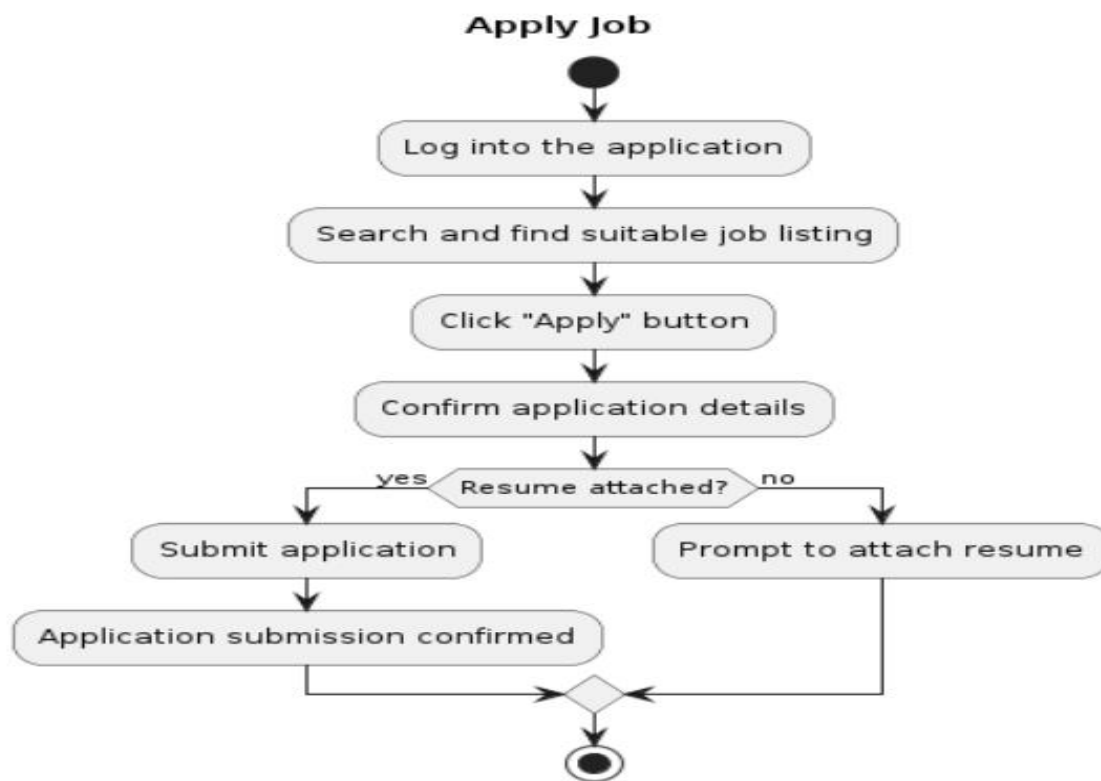 Apply Job
Log into the application
Search and find suitable job listing
Click "Apply" button
Confirm application details
yes
Resume attached?
no
Submit application
Prompt to attach resume
Application submission confirmed